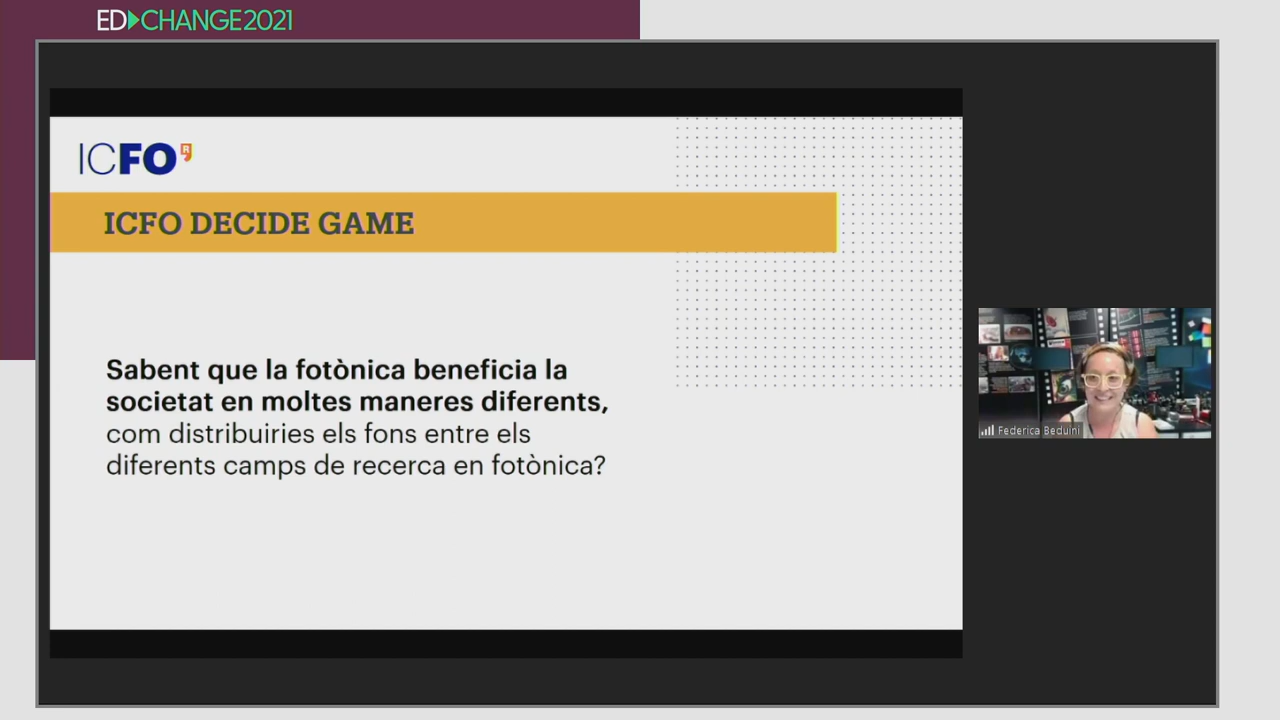 ED CHANGE2021
ICFO R
ICFO DECIDE GAME
Sabent que la fotònica beneficia la
societat en moltes maneres diferents,
com distribuiries els fons entre els
diferents camps de recerca en fotònica?
Federica Beduini